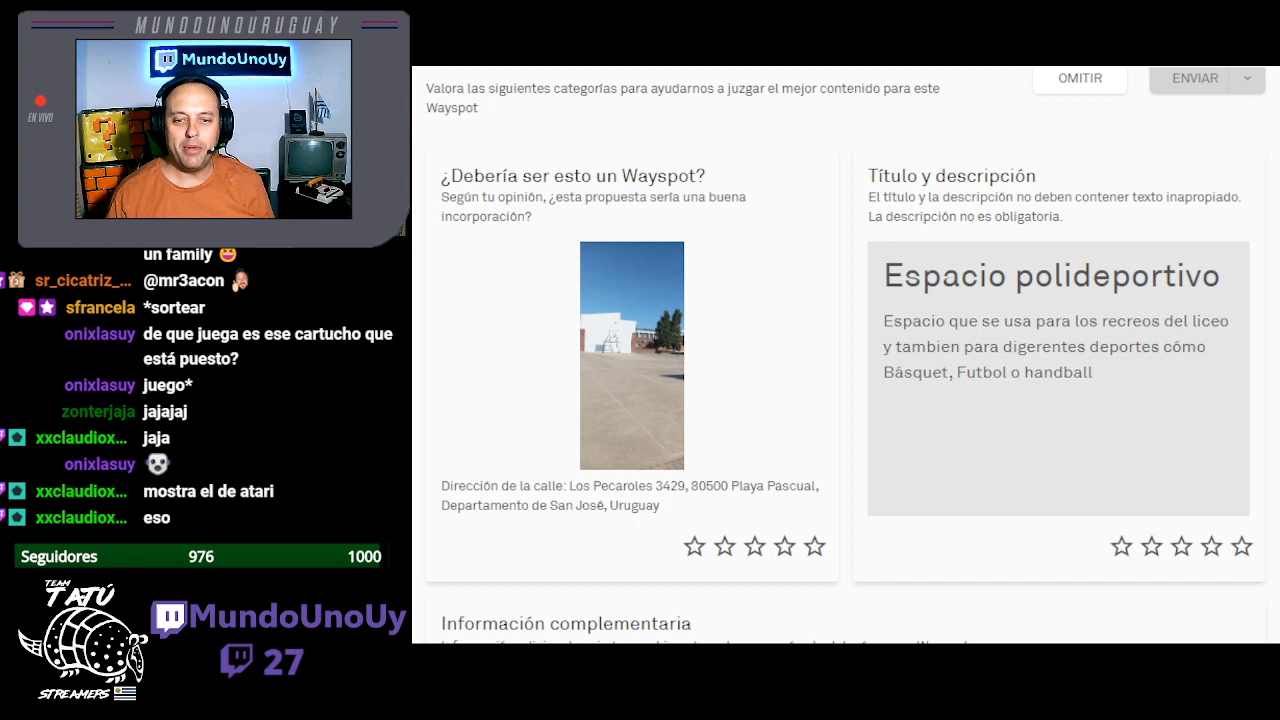 MUNDOUNOURUGUAY
MundoUnoUy
EN VIVO
un family
sr_cicatriz_... @mr3acon
sfrancela *sortear
onixlasuy de que juega es ese cartucho que
está puesto?
onixlasuy juego*
zonterjaja jajajaj
xxclaudiox... jaja
onixlasuy
xxclaudiox... mostra el de atari
xxclaudiox... eso
Seguidores 976 1000
TEAM
TATÚ
STREAMERS
MundoUnoUy
27
Valora las siguientes categorías para ayudarnos a juzgar el mejor contenido para este
Wayspot
OMITIR
ENVIAR
¿Debería ser esto un Wayspot?
Según tu opinión, ¿esta propuesta sería una buena
incorporación?
Dirección de la calle: Los Pecaroles 3429, 80500 Playa Pascual,
Departamento de San José, Uruguay
Título y descripción
El título y la descripción no deben contener texto inapropiado.
La descripción no es obligatoria.
Espacio polideportivo
Espacio que se usa para los recreos del liceo
y tambien para digerentes deportes cómo
Básquet, Futbol o handball
Información complementaria